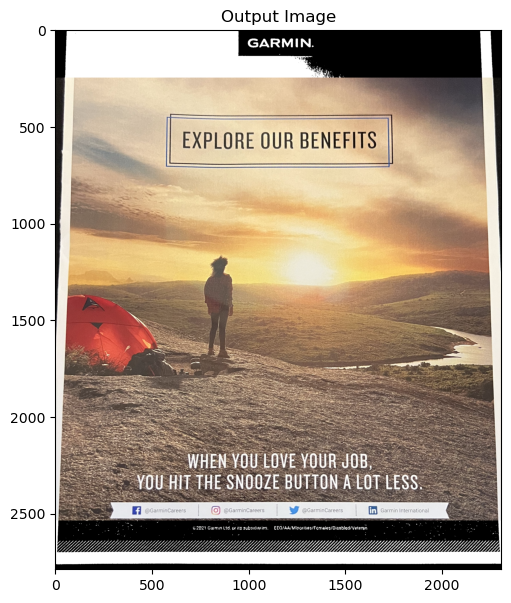 Output Image
GARMIN.
EXPLORE OUR BENEFITS
WHEN YOU LOVE YOUR JOB,
YOU HIT THE SNOOZE BUTTON A LOT LESS.
@GarminCareers @GarminCareers @GarminCareers Garmin International
©2021 Garmin Ltd. or its subsidiaries. EEO/AA/Minorities/Females/Disabled/Veteran
0
500
1000
1500
2000
2500
0 500 1000 1500 2000